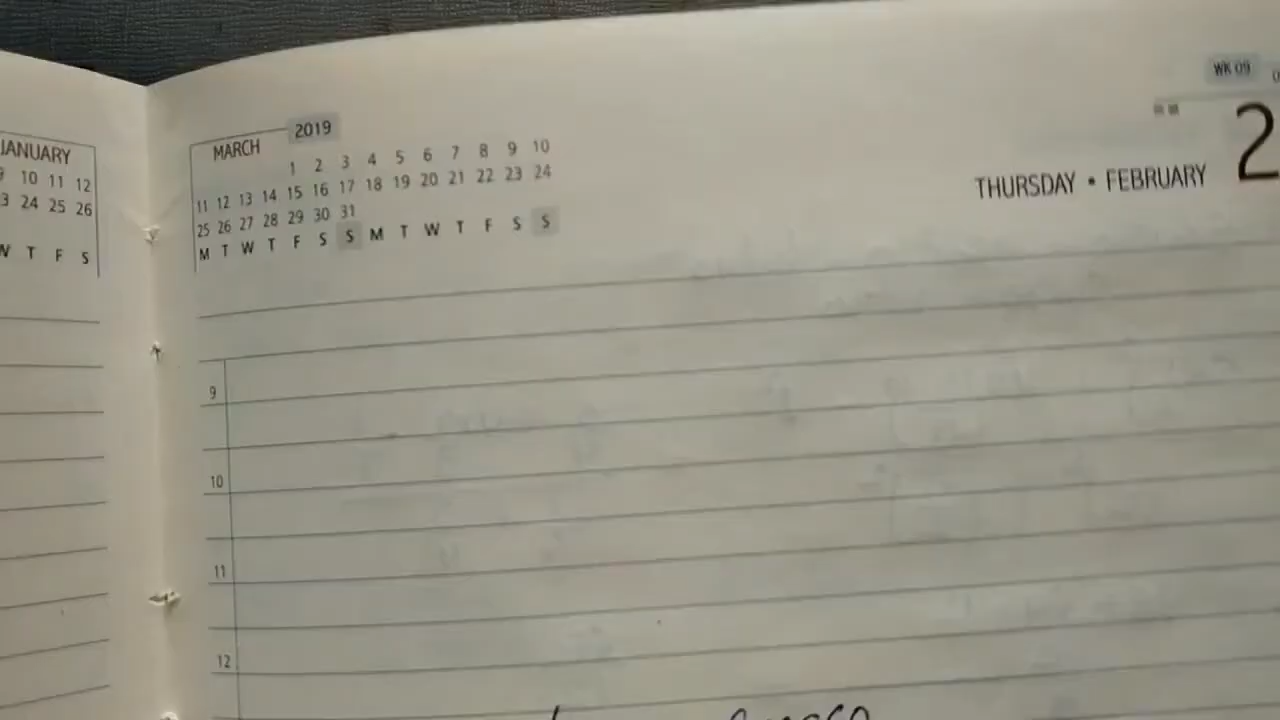 JANUARY
10 11 12
24 25 26
T F S
MARCH 2019
1 2 3 4 5 6 7 8 9 10
11 12 13 14 15 16 17 18 19 20 21 22 23 24
25 26 27 28 29 30 31
M T W T F S S M T W T F S S
WK 09
THURSDAY • FEBRUARY 2
9
10
11
12